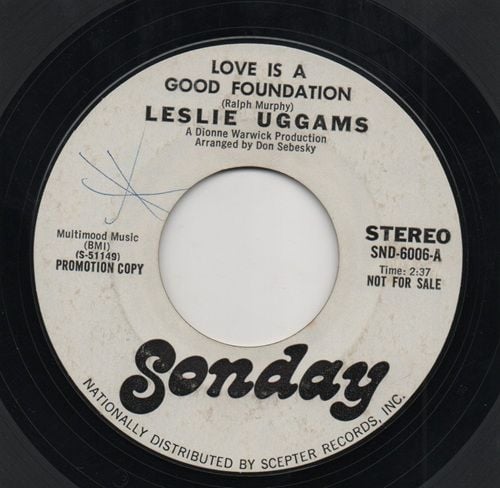 LOVE IS A
GOOD FOUNDATION
(Ralph Murphy)
LESLIE UGGAMS
A Dionne Warwick Production
Arranged by Don Sebesky
Multimood Music
(BMI)
(S-51149)
PROMOTION COPY
STEREO
SND-6006-A
Time: 2:37
NOT FOR SALE
Sonday
NATIONALLY DISTRIBUTED BY SCEPTER RECORDS, INC.